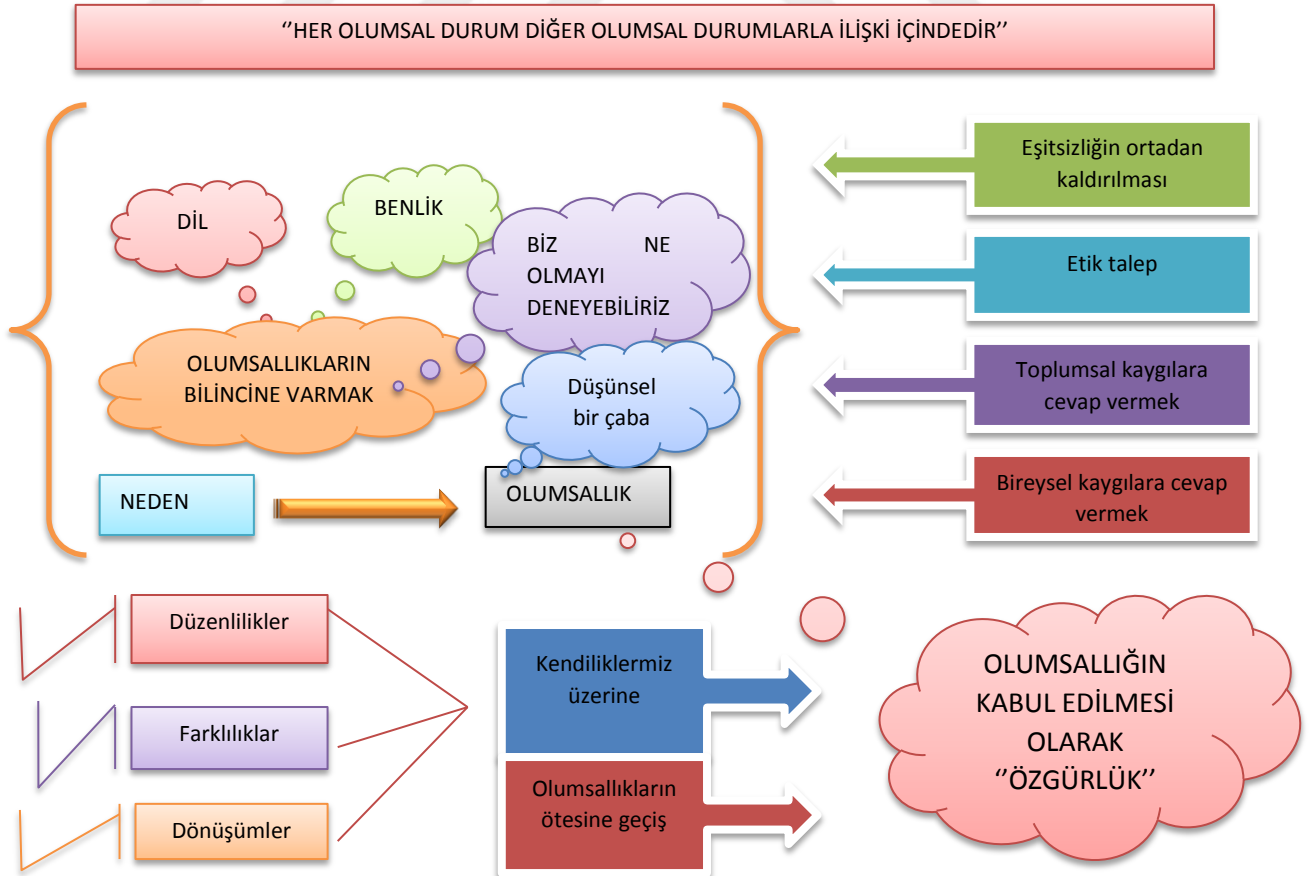 ‘’HER OLUMSAL DURUM DİĞER OLUMSAL DURUMLARLA İLİŞKİ İÇİNDEDİR’’
DİL
BENLİK
BİZ NE
OLMAYI
DENEYEBİLİRİZ
OLUMSALLIKLARIN
BİLİNCİNE VARMAK
Düşünsel
bir çaba
NEDEN
OLUMSALLIK
Eşitsizliğin ortadan
kaldırılması
Etik talep
Toplumsal kaygılara
cevap vermek
Bireysel kaygılara cevap
vermek
Düzenlilikler
Farklılıklar
Dönüşümler
Kendiliklermiz
üzerine
Olumsallıkların
ötesine geçiş
OLUMSALLIĞIN
KABUL EDİLMESİ
OLARAK
‘’ÖZGÜRLÜK’’